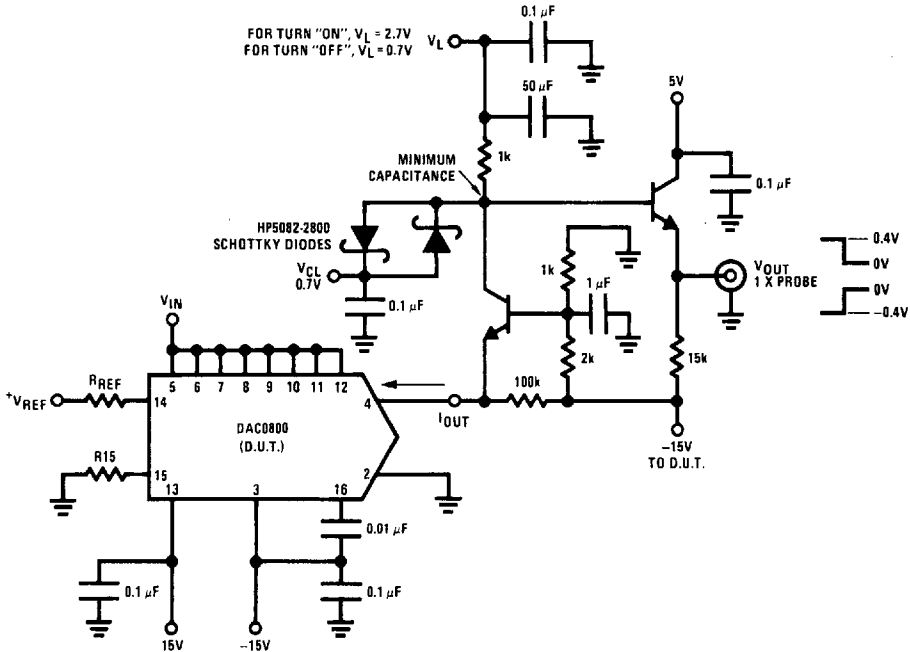 FOR TURN "ON", VL = 2.7V
FOR TURN "OFF", VL = 0.7V
VL
0.1 µF
50 µF
5V
1k
MINIMUM
CAPACITANCE
0.1 µF
HP5082-2800
SCHOTTKY DIODES
VCL
0.7V
0.1 µF
1k
1 µF
2k
VOUT
1 X PROBE
0.4V
0V
0V
−0.4V
15k
VIN
5 6 7 8 9 10 11 12
+VREF
RREF
14
DAC0800
(D.U.T.)
4
IOUT
100k
−15V
TO D.U.T.
R15
15
13
3
16
2
0.01 µF
0.1 µF
0.1 µF
15V
-15V